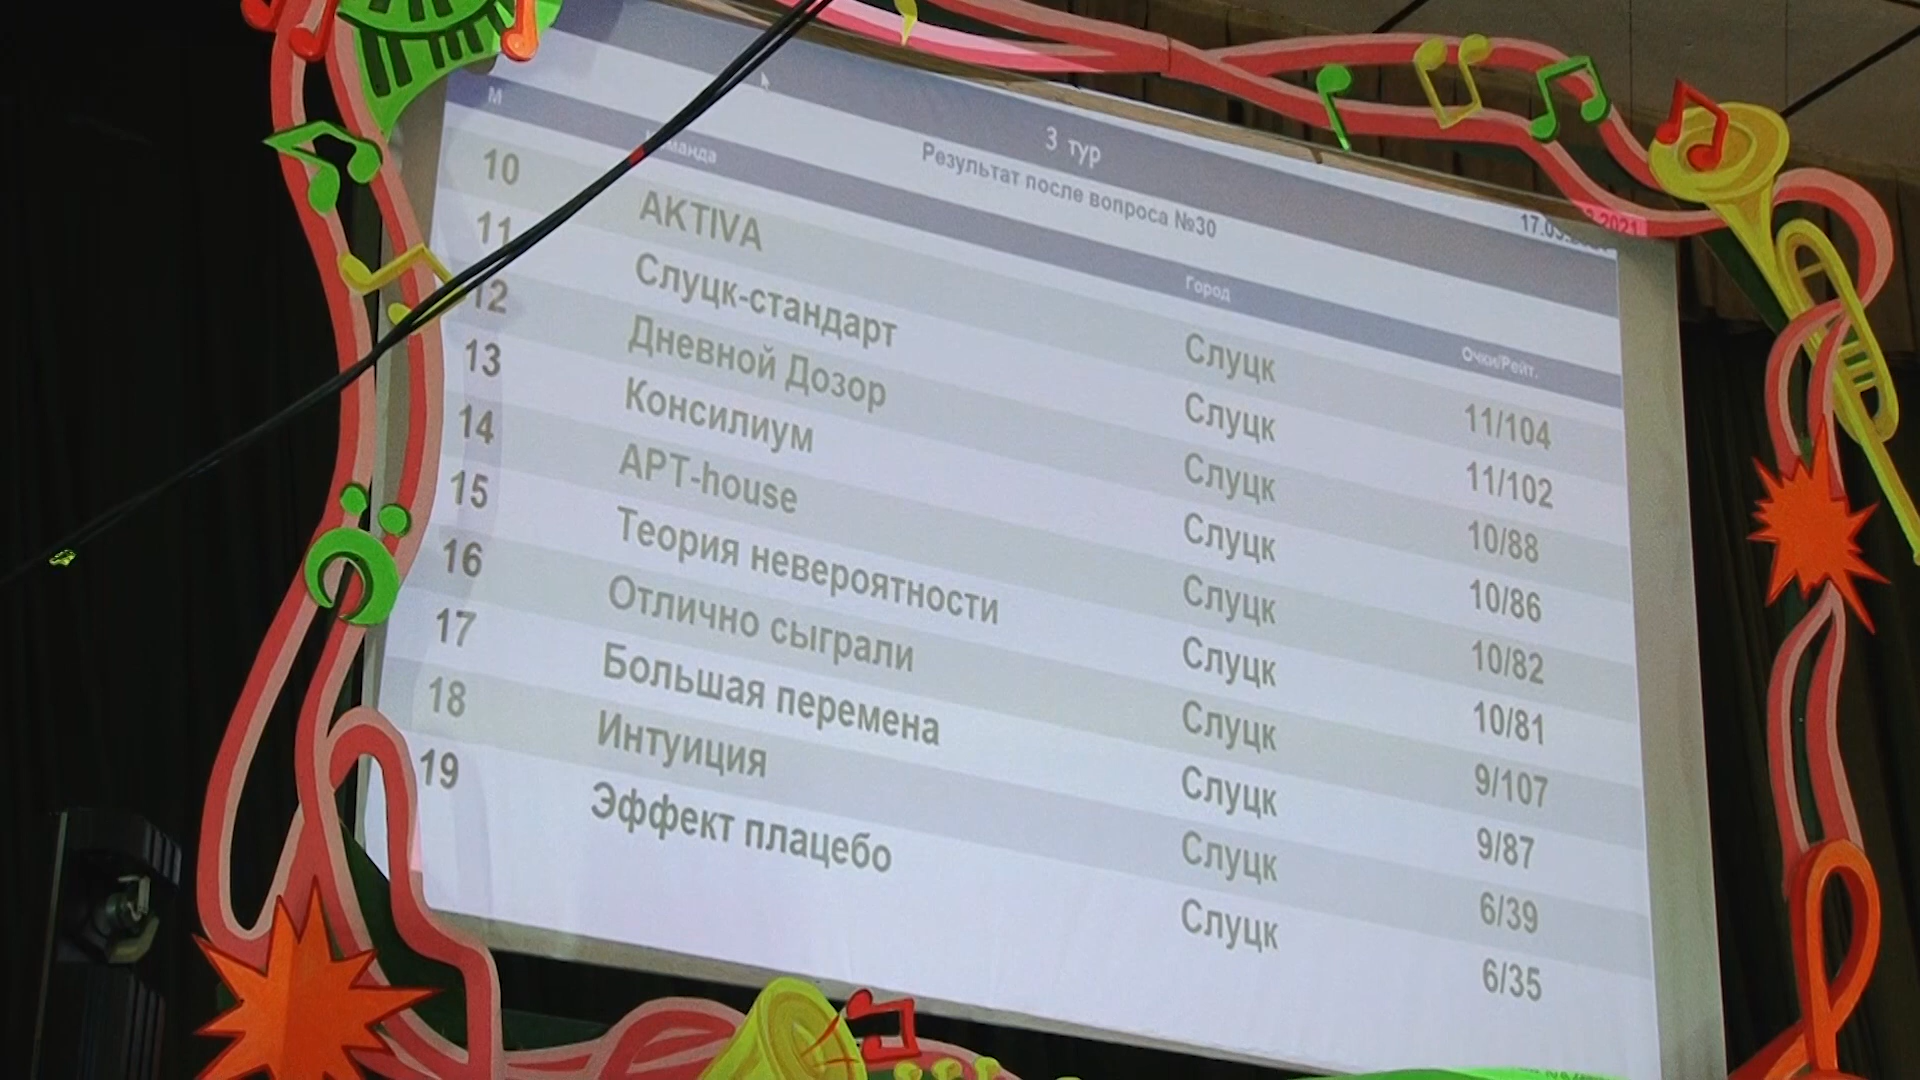 3 тур
Результат после вопроса №30
М Город Очки/Рейт.
10 AKTIVA Слуцк 11/104
11 Слуцк-стандарт Слуцк 11/102
12 Дневной Дозор Слуцк 10/88
13 Консилиум Слуцк 10/86
14 АРТ-house Слуцк 10/82
15 Теория невероятности Слуцк 10/81
16 Отлично сыграли Слуцк 9/107
17 Большая перемена Слуцк 9/87
18 Интуиция Слуцк 6/39
19 Эффект плацебо Слуцк 6/35